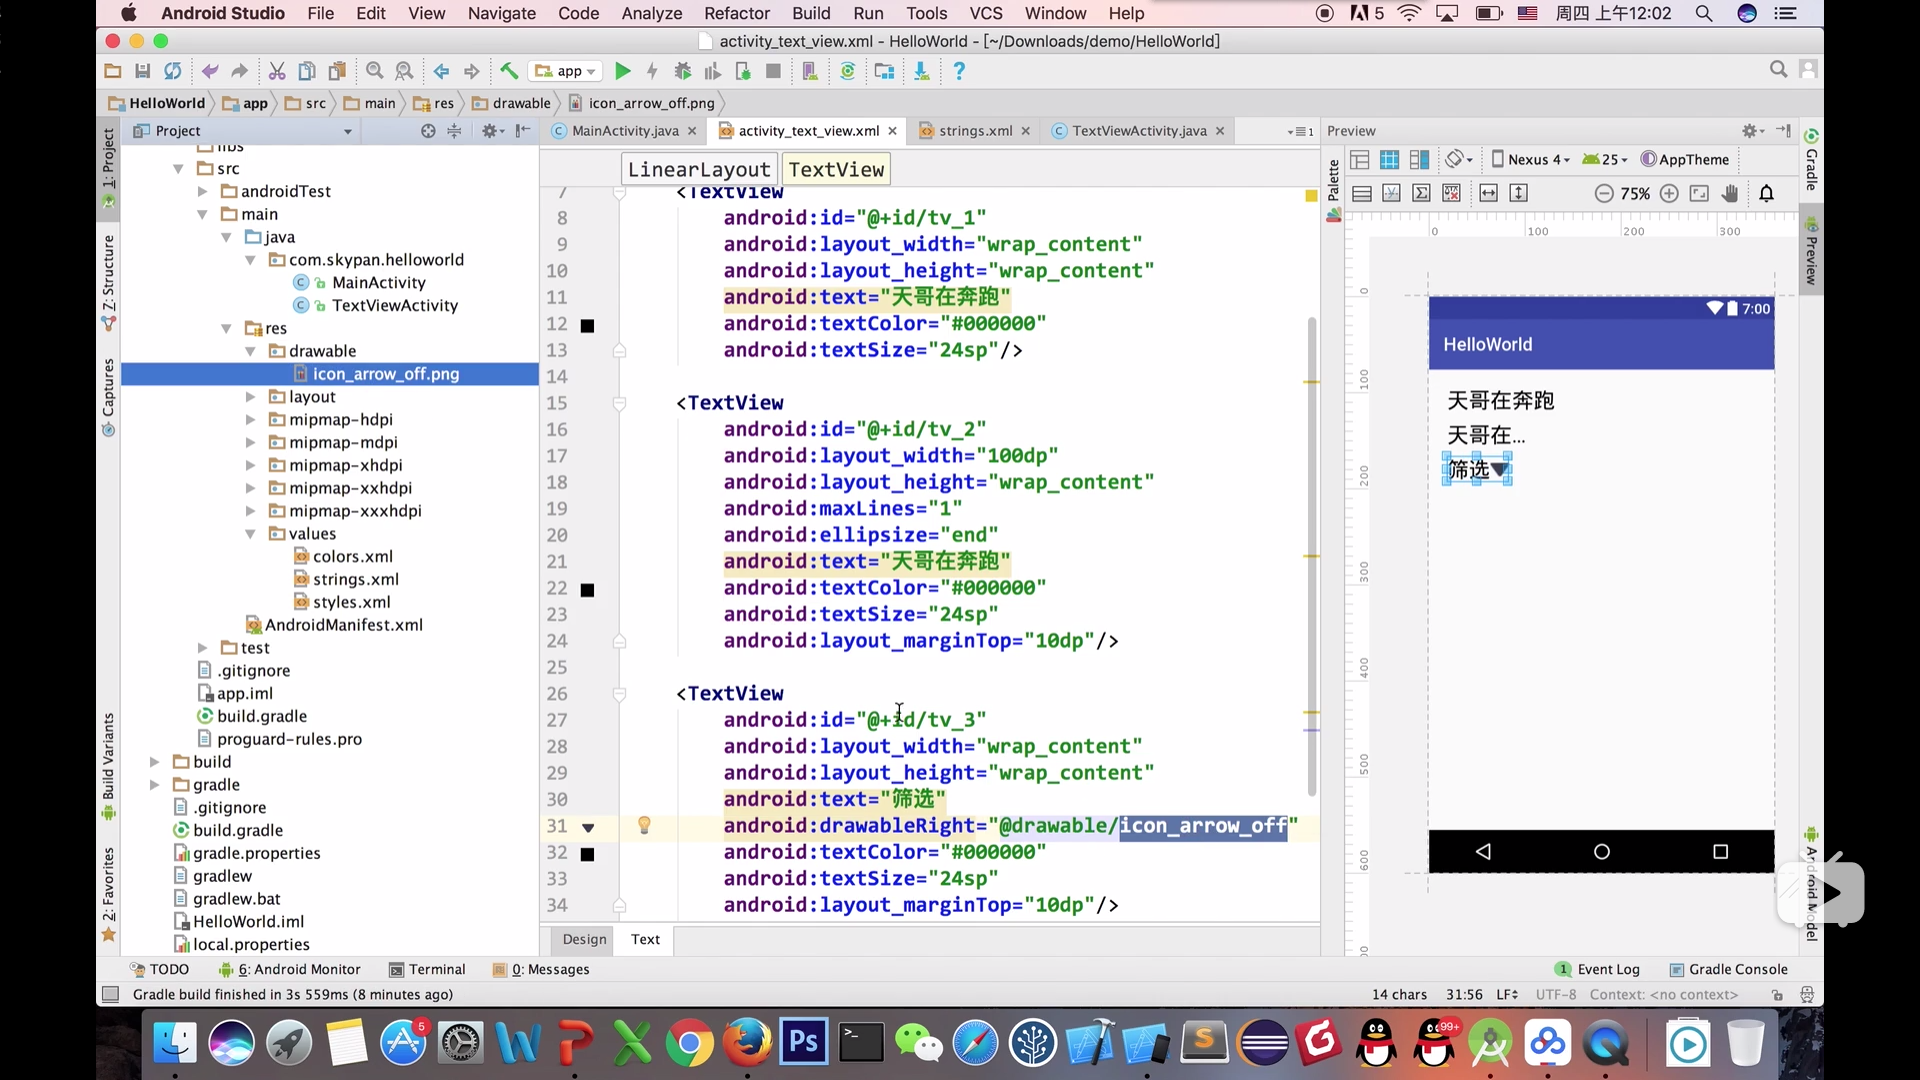 Android Studio File Edit View Navigate Code Analyze Refactor Build Run Tools VCS Window Help 5 周四 上午12:02
activity_text_view.xml - HelloWorld - [~/Downloads/demo/HelloWorld]
app
HelloWorld app src main res drawable icon_arrow_off.png
Project
MainActivity.java activity_text_view.xml strings.xml TextViewActivity.java 1
Preview
LinearLayout TextView
Nexus 4 25 AppTheme
75%
1: Project
Z: Structure
Captures
Build Variants
2: Favorites
libs
src
androidTest
main
java
com.skypan.helloworld
MainActivity
TextViewActivity
res
drawable
icon_arrow_off.png
layout
mipmap-hdpi
mipmap-mdpi
mipmap-xhdpi
mipmap-xxhdpi
mipmap-xxxhdpi
values
colors.xml
strings.xml
styles.xml
AndroidManifest.xml
test
.gitignore
app.iml
build.gradle
proguard-rules.pro
build
gradle
.gitignore
build.gradle
gradle.properties
gradlew
gradlew.bat
HelloWorld.iml
local.properties
7 <TextView
8 android:id="@+id/tv_1"
9 android:layout_width="wrap_content"
10 android:layout_height="wrap_content"
11 android:text="天哥在奔跑"
12 android:textColor="#000000"
13 android:textSize="24sp"/>
14
15 <TextView
16 android:id="@+id/tv_2"
17 android:layout_width="100dp"
18 android:layout_height="wrap_content"
19 android:maxLines="1"
20 android:ellipsize="end"
21 android:text="天哥在奔跑"
22 android:textColor="#000000"
23 android:textSize="24sp"
24 android:layout_marginTop="10dp"/>
25
26 <TextView
27 android:id="@+id/tv_3"
28 android:layout_width="wrap_content"
29 android:layout_height="wrap_content"
30 android:text="筛选"
31 android:drawableRight="@drawable/icon_arrow_off"
32 android:textColor="#000000"
33 android:textSize="24sp"
34 android:layout_marginTop="10dp"/>
Design Text
Palette
0 100 200 300
0
100
200
300
400
500
600
7:00
HelloWorld
天哥在奔跑
天哥在...
筛选
Gradle
Preview
Android Model
TODO 6: Android Monitor Terminal 0: Messages 1 Event Log Gradle Console
Gradle build finished in 3s 559ms (8 minutes ago) 14 chars 31:56 LF UTF-8 Context: <no context>
5 Ps 99+